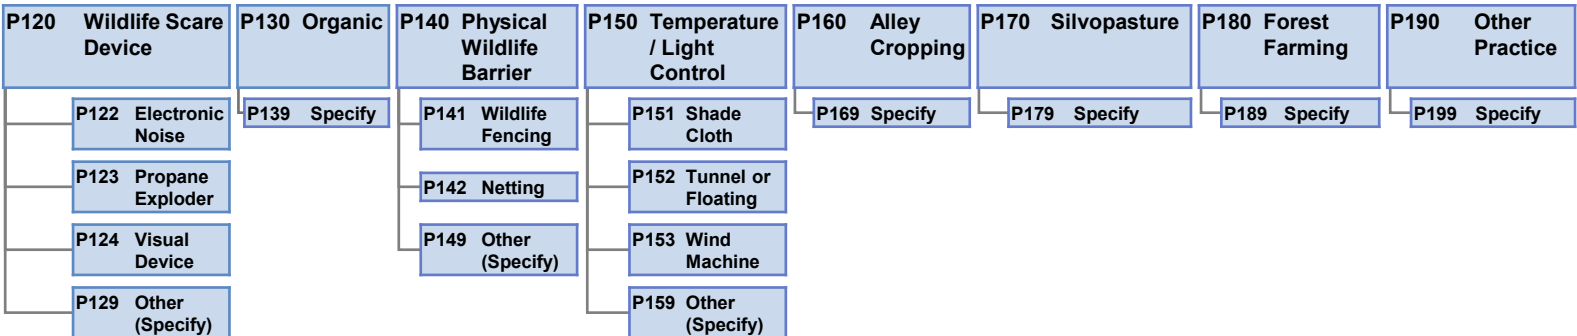 P120 Wildlife Scare
Device
P122 Electronic
Noise
P123 Propane
Exploder
P124 Visual
Device
P129 Other
(Specify)
P130 Organic
P139 Specify
P140 Physical
Wildlife
Barrier
P141 Wildlife
Fencing
P142 Netting
P149 Other
(Specify)
P150 Temperature
/ Light
Control
P151 Shade
Cloth
P152 Tunnel or
Floating
P153 Wind
Machine
P159 Other
(Specify)
P160 Alley
Cropping
P169 Specify
P170 Silvopasture
P179 Specify
P180 Forest
Farming
P189 Specify
P190 Other
Practice
P199 Specify